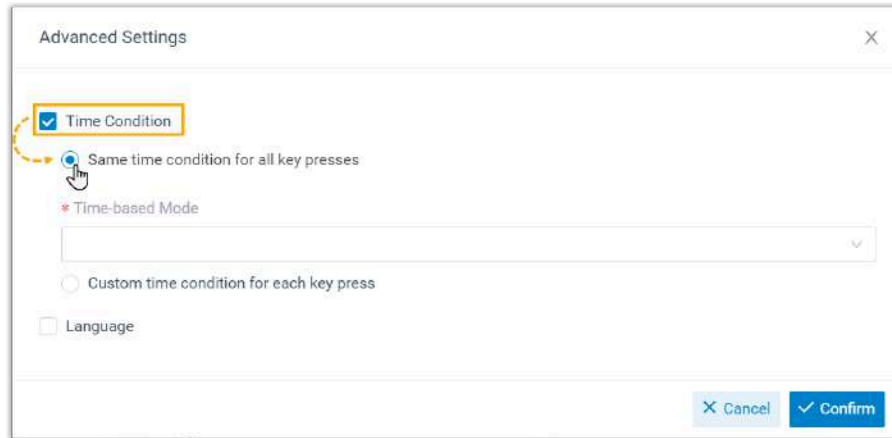 Advanced Settings
Time Condition
Same time condition for all key presses
* Time-based Mode
Custom time condition for each key press
Language
Cancel
Confirm